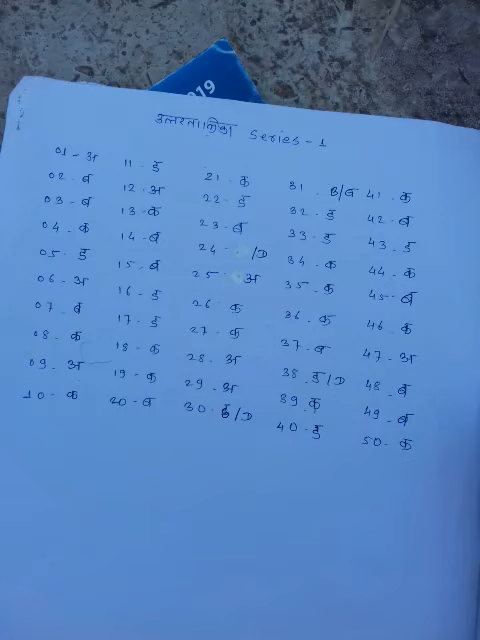 2019
उत्तरतालिका Series - 1
01 - अ
02 - ब
03 - ब
04 - क
05 - ड
06 - अ
07 - ब
08 - क
09 - अ
10 - क
11 - ड
12 - अ
13 - क
14 - ब
15 - ब
16 - ड
17 - ड
18 - क
19 - क
20 - ब
21 - क
22 - ड
23 - ब
24 - /D
25 - अ
26 - क
27 - क
28 - अ
29 - अ
30 - ड/D
31 - B/ब
32 - ड
33 - ड
34 - क
35 - क
36 - क
37 - ब
38 - ड/D
39 - क
40 - ड
41 - क
42 - ब
43 - ड
44 - क
45 - ब
46 - क
47 - अ
48 - ब
49 - ब
50 - क